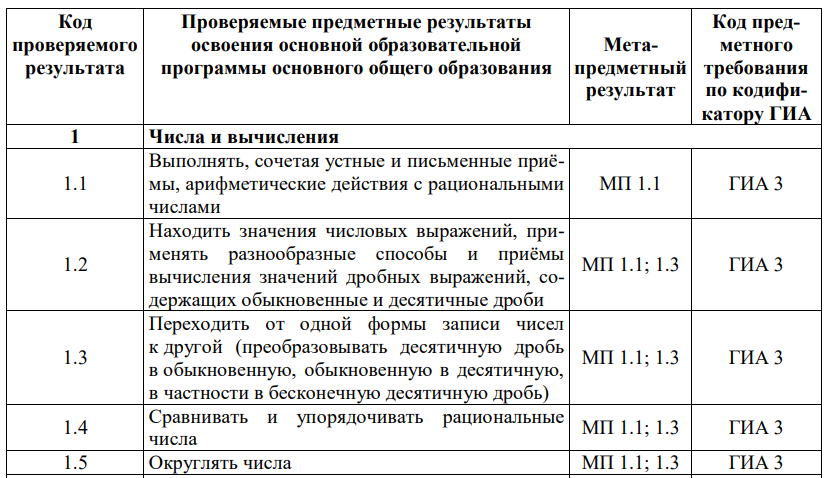 Код проверяемого результата
Проверяемые предметные результаты освоения основной образовательной программы основного общего образования
Мета-предметный результат
Код пред-метного требования по кодифи-катору ГИА
1 Числа и вычисления
1.1
Выполнять, сочетая устные и письменные приё-
мы, арифметические действия с рациональными
числами
МП 1.1
ГИА 3
1.2
Находить значения числовых выражений, при-
менять разнообразные способы и приёмы
вычисления значений дробных выражений, со-
держащих обыкновенные и десятичные дроби
МП 1.1; 1.3
ГИА 3
1.3
Переходить от одной формы записи чисел
к другой (преобразовывать десятичную дробь
в обыкновенную, обыкновенную в десятичную,
в частности в бесконечную десятичную дробь)
МП 1.1; 1.3
ГИА 3
1.4
Сравнивать и упорядочивать рациональные
числа
МП 1.1; 1.3
ГИА 3
1.5
Округлять числа
МП 1.1; 1.3
ГИА 3